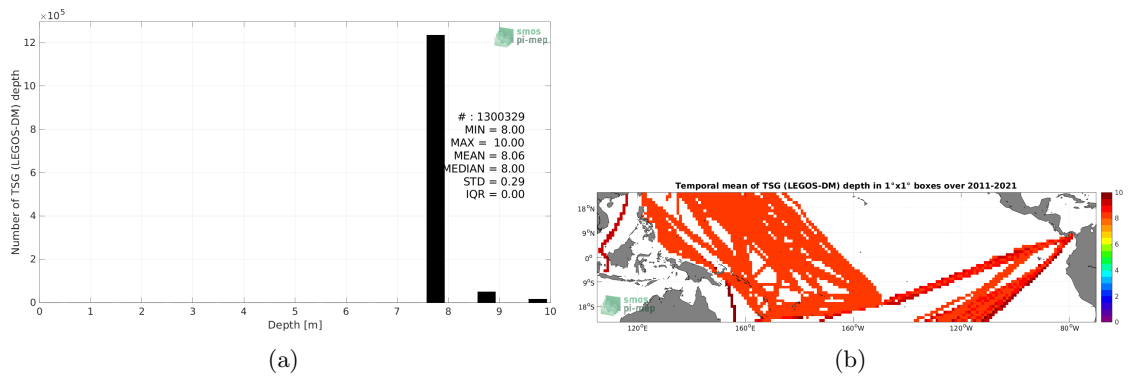 ×10⁵
12
10
8
6
4
2
0
Number of TSG (LEGOS-DM) depth
smos
pi-mep
# : 1300329
MIN = 8.00
MAX = 10.00
MEAN = 8.06
MEDIAN = 8.00
STD = 0.29
IQR = 0.00
0 1 2 3 4 5 6 7 8 9 10
Depth [m]
(a)
Temporal mean of TSG (LEGOS-DM) depth in 1°x1° boxes over 2011-2021
18°N
9°N
0°
9°S
18°S
smos
pi-mep
120°E 160°E 160°W 120°W 80°W
10
8
6
4
2
0
(b)